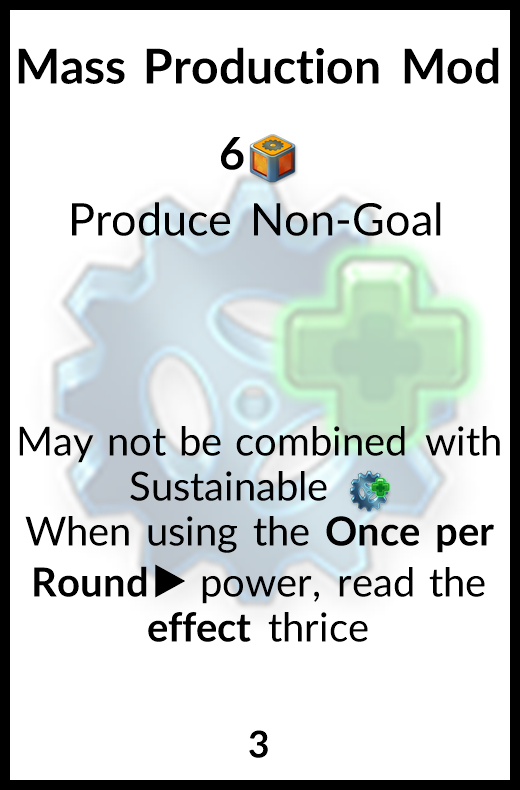 Mass Production Mod
6
Produce Non-Goal
May not be combined with
Sustainable
When using the Once per
Round▶ power, read the
effect thrice
3